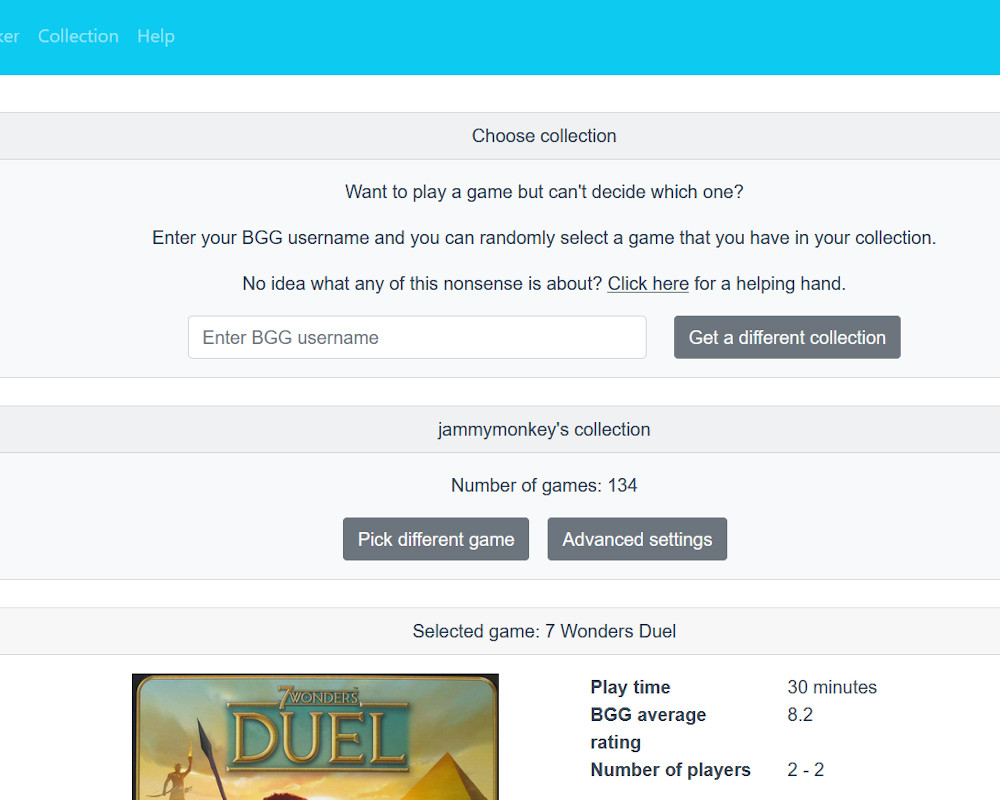 Collection Help
Choose collection
Want to play a game but can't decide which one?
Enter your BGG username and you can randomly select a game that you have in your collection.
No idea what any of this nonsense is about? Click here for a helping hand.
Enter BGG username Get a different collection
jammymonkey's collection
Number of games: 134
Pick different game Advanced settings
Selected game: 7 Wonders Duel
7 WONDERS
DUEL
Play time 30 minutes
BGG average 8.2
rating
Number of players 2 - 2